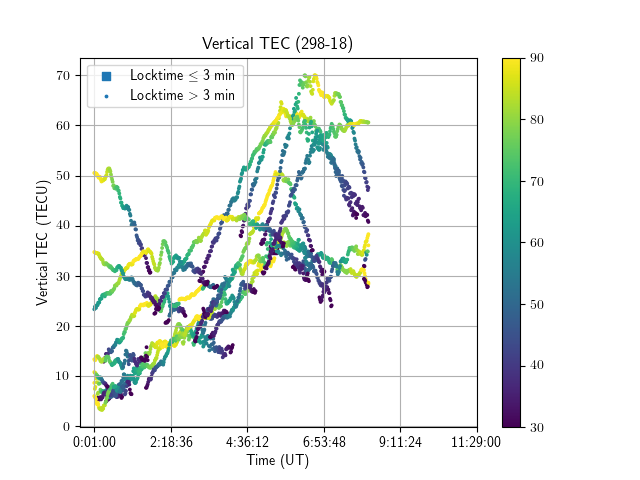 Vertical TEC (298-18)
Locktime ≤ 3 min
Locktime > 3 min
Vertical TEC (TECU)
70
60
50
40
30
20
10
0
0:01:00 2:18:36 4:36:12 6:53:48 9:11:24 11:29:00
Time (UT)
90
80
70
60
50
40
30